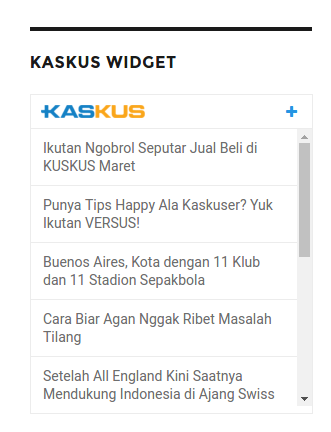 KASKUS WIDGET
KASKUS +
Ikutan Ngobrol Seputar Jual Beli di
KUSKUS Maret
Punya Tips Happy Ala Kaskuser? Yuk
Ikutan VERSUS!
Buenos Aires, Kota dengan 11 Klub
dan 11 Stadion Sepakbola
Cara Biar Agan Nggak Ribet Masalah
Tilang
Setelah All England Kini Saatnya
Mendukung Indonesia di Ajang Swiss